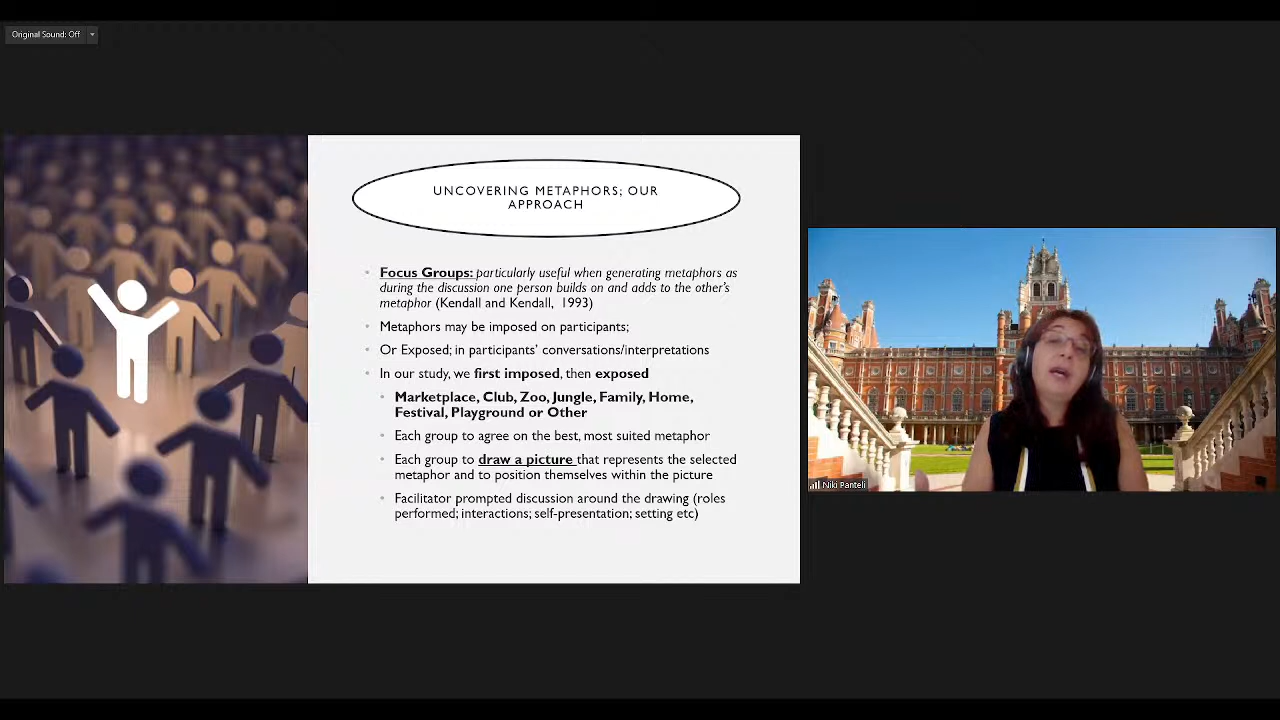 Original Sound: Off
UNCOVERING METAPHORS; OUR
APPROACH
Focus Groups: particularly useful when generating metaphors as
during the discussion one person builds on and adds to the other's
metaphor (Kendall and Kendall, 1993)
Metaphors may be imposed on participants;
Or Exposed; in participants' conversations/interpretations
In our study, we first imposed, then exposed
Marketplace, Club, Zoo, Jungle, Family, Home,
Festival, Playground or Other
Each group to agree on the best, most suited metaphor
Each group to draw a picture that represents the selected
metaphor and to position themselves within the picture
Facilitator prompted discussion around the drawing (roles
performed; interactions; self-presentation; setting etc)
Niki Panteli